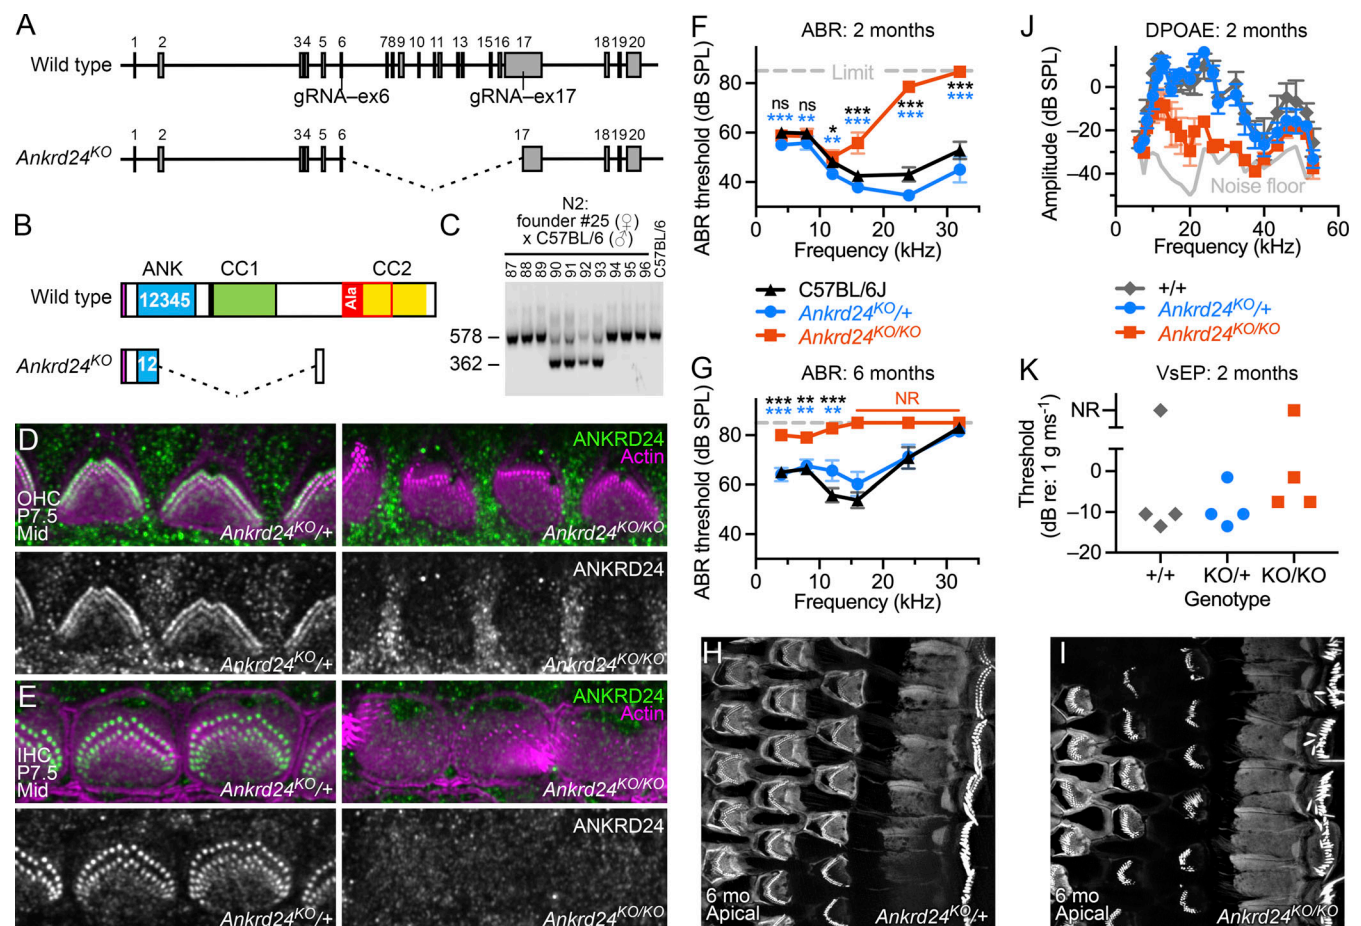 A
1 2 34 5 6 789 10 11 13 1516 17 18 19 20
Wild type
gRNA–ex6
gRNA–ex17
1 2 34 5 6 17 18 19 20
Ankrd24KO
B
ANK CC1 CC2
Wild type
12345
Ala
Ankrd24KO
12
C
N2:
founder #25 (♀)
x C57BL/6 (♂)
87 88 89 90 91 92 93 94 95 96 C57BL/6
578 –
362 –
D
ANKRD24
Actin
OHC
P7.5
Mid
Ankrd24KO/+
Ankrd24KO/KO
ANKRD24
Ankrd24KO/+
Ankrd24KO/KO
E
ANKRD24
Actin
IHC
P7.5
Mid
Ankrd24KO/+
Ankrd24KO/KO
ANKRD24
Ankrd24KO/+
Ankrd24KO/KO
F
ABR: 2 months
ABR threshold (dB SPL)
80
60
40
Limit
ns ns * *** *** ***
*** ** ** *** *** ***
0 10 20 30
Frequency (kHz)
C57BL/6J
Ankrd24KO/+
Ankrd24KO/KO
G
ABR: 6 months
ABR threshold (dB SPL)
80
60
40
*** ** ***
*** ** **
NR
0 10 20 30
Frequency (kHz)
H
6 mo
Apical
Ankrd24KO/+
I
6 mo
Apical
Ankrd24KO/KO
J
DPOAE: 2 months
Amplitude (dB SPL)
0
–20
–40
Noise floor
0 20 40 60
Frequency (kHz)
+/+
Ankrd24KO/+
Ankrd24KO/KO
K
VsEP: 2 months
Threshold
(dB re: 1 g ms-1)
NR
0
–10
–20
+/+ KO/+ KO/KO
Genotype